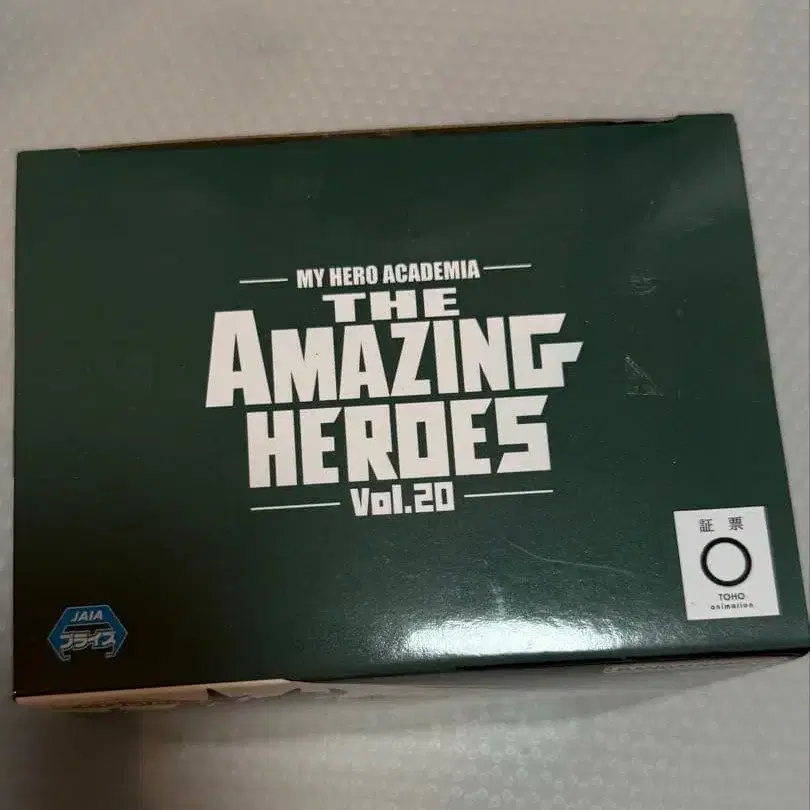 MY HERO ACADEMIA
THE
AMAZING
HEROES
Vol.20
証 票
TOHO
animation
JAIA
プライズ